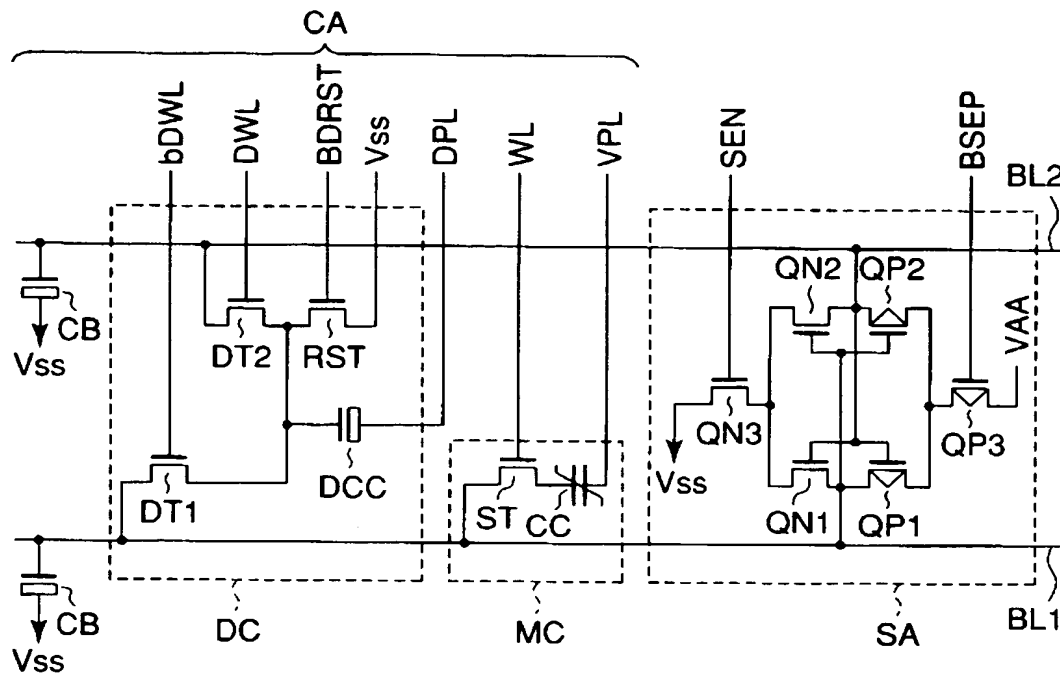 CA
bDWL
DWL
BDRST
Vss
DPL
WL
VPL
SEN
BSEP
BL2
QN2
QP2
CB
Vss
DT2
RST
VAA
QN3
QP3
DCC
Vss
DT1
ST
CC
QN1
QP1
CB
Vss
DC
MC
SA
BL1